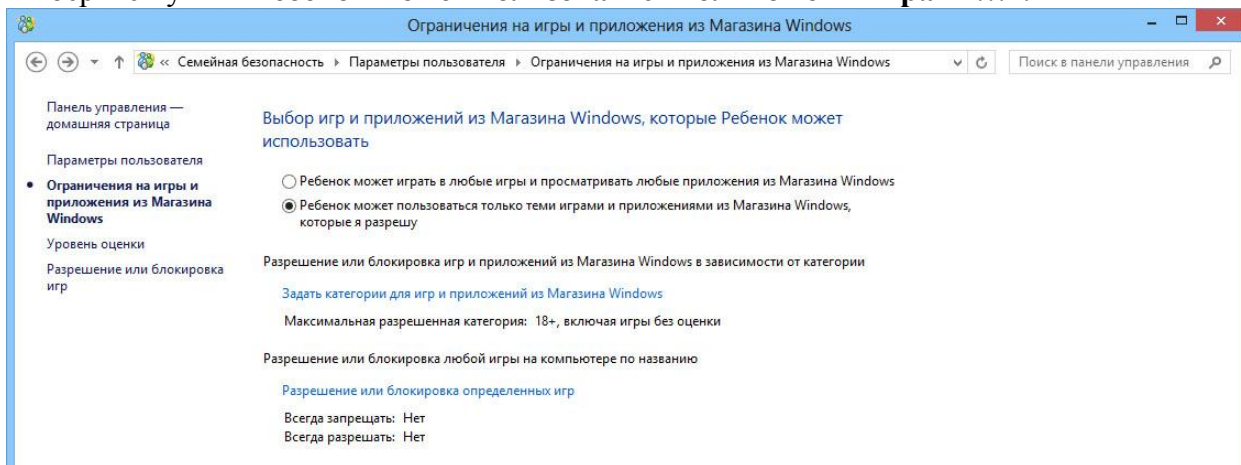 Ограничения на игры и приложения из Магазина Windows
« Семейная безопасность ▸ Параметры пользователя ▸ Ограничения на игры и приложения из Магазина Windows
Поиск в панели управления
Панель управления —
домашняя страница
Параметры пользователя
• Ограничения на игры и
приложения из Магазина
Windows
Уровень оценки
Разрешение или блокировка
игр
Выбор игр и приложений из Магазина Windows, которые Ребенок может
использовать
Ребенок может играть в любые игры и просматривать любые приложения из Магазина Windows
Ребенок может пользоваться только теми играми и приложениями из Магазина Windows,
которые я разрешу
Разрешение или блокировка игр и приложений из Магазина Windows в зависимости от категории
Задать категории для игр и приложений из Магазина Windows
Максимальная разрешенная категория: 18+, включая игры без оценки
Разрешение или блокировка любой игры на компьютере по названию
Разрешение или блокировка определенных игр
Всегда запрещать: Нет
Всегда разрешать: Нет